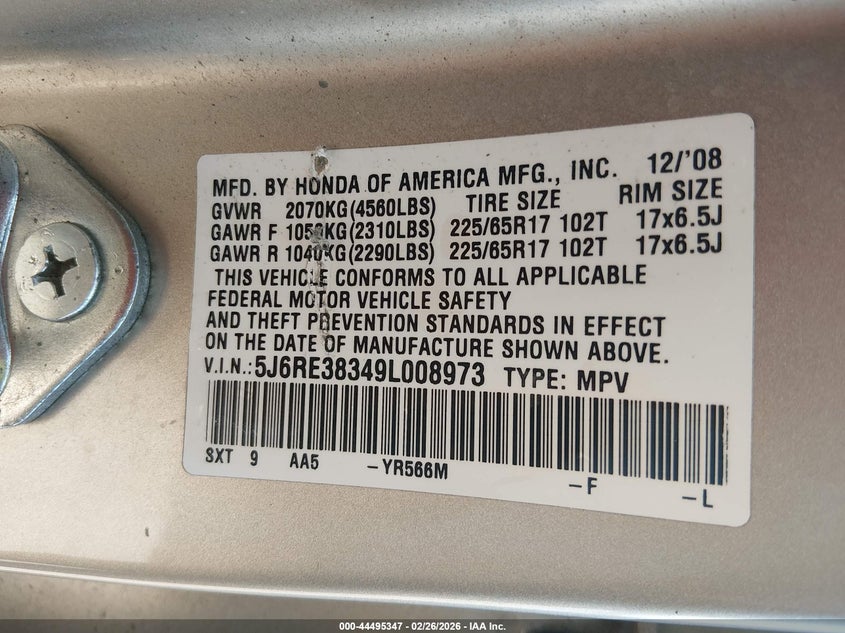 MFD. BY HONDA OF AMERICA MFG., INC. 12/'08
GVWR 2070KG(4560LBS) TIRE SIZE RIM SIZE
GAWR F 1050KG(2310LBS) 225/65R17 102T 17x6.5J
GAWR R 1040KG(2290LBS) 225/65R17 102T 17x6.5J
THIS VEHICLE CONFORMS TO ALL APPLICABLE
FEDERAL MOTOR VEHICLE SAFETY
AND THEFT PREVENTION STANDARDS IN EFFECT
ON THE DATE OF MANUFACTURE SHOWN ABOVE.
V.I.N.:5J6RE38349L008973 TYPE: MPV
SXT 9 AA5 -YR566M -F -L
000-44495347 - 02/26/2026 - IAA Inc.